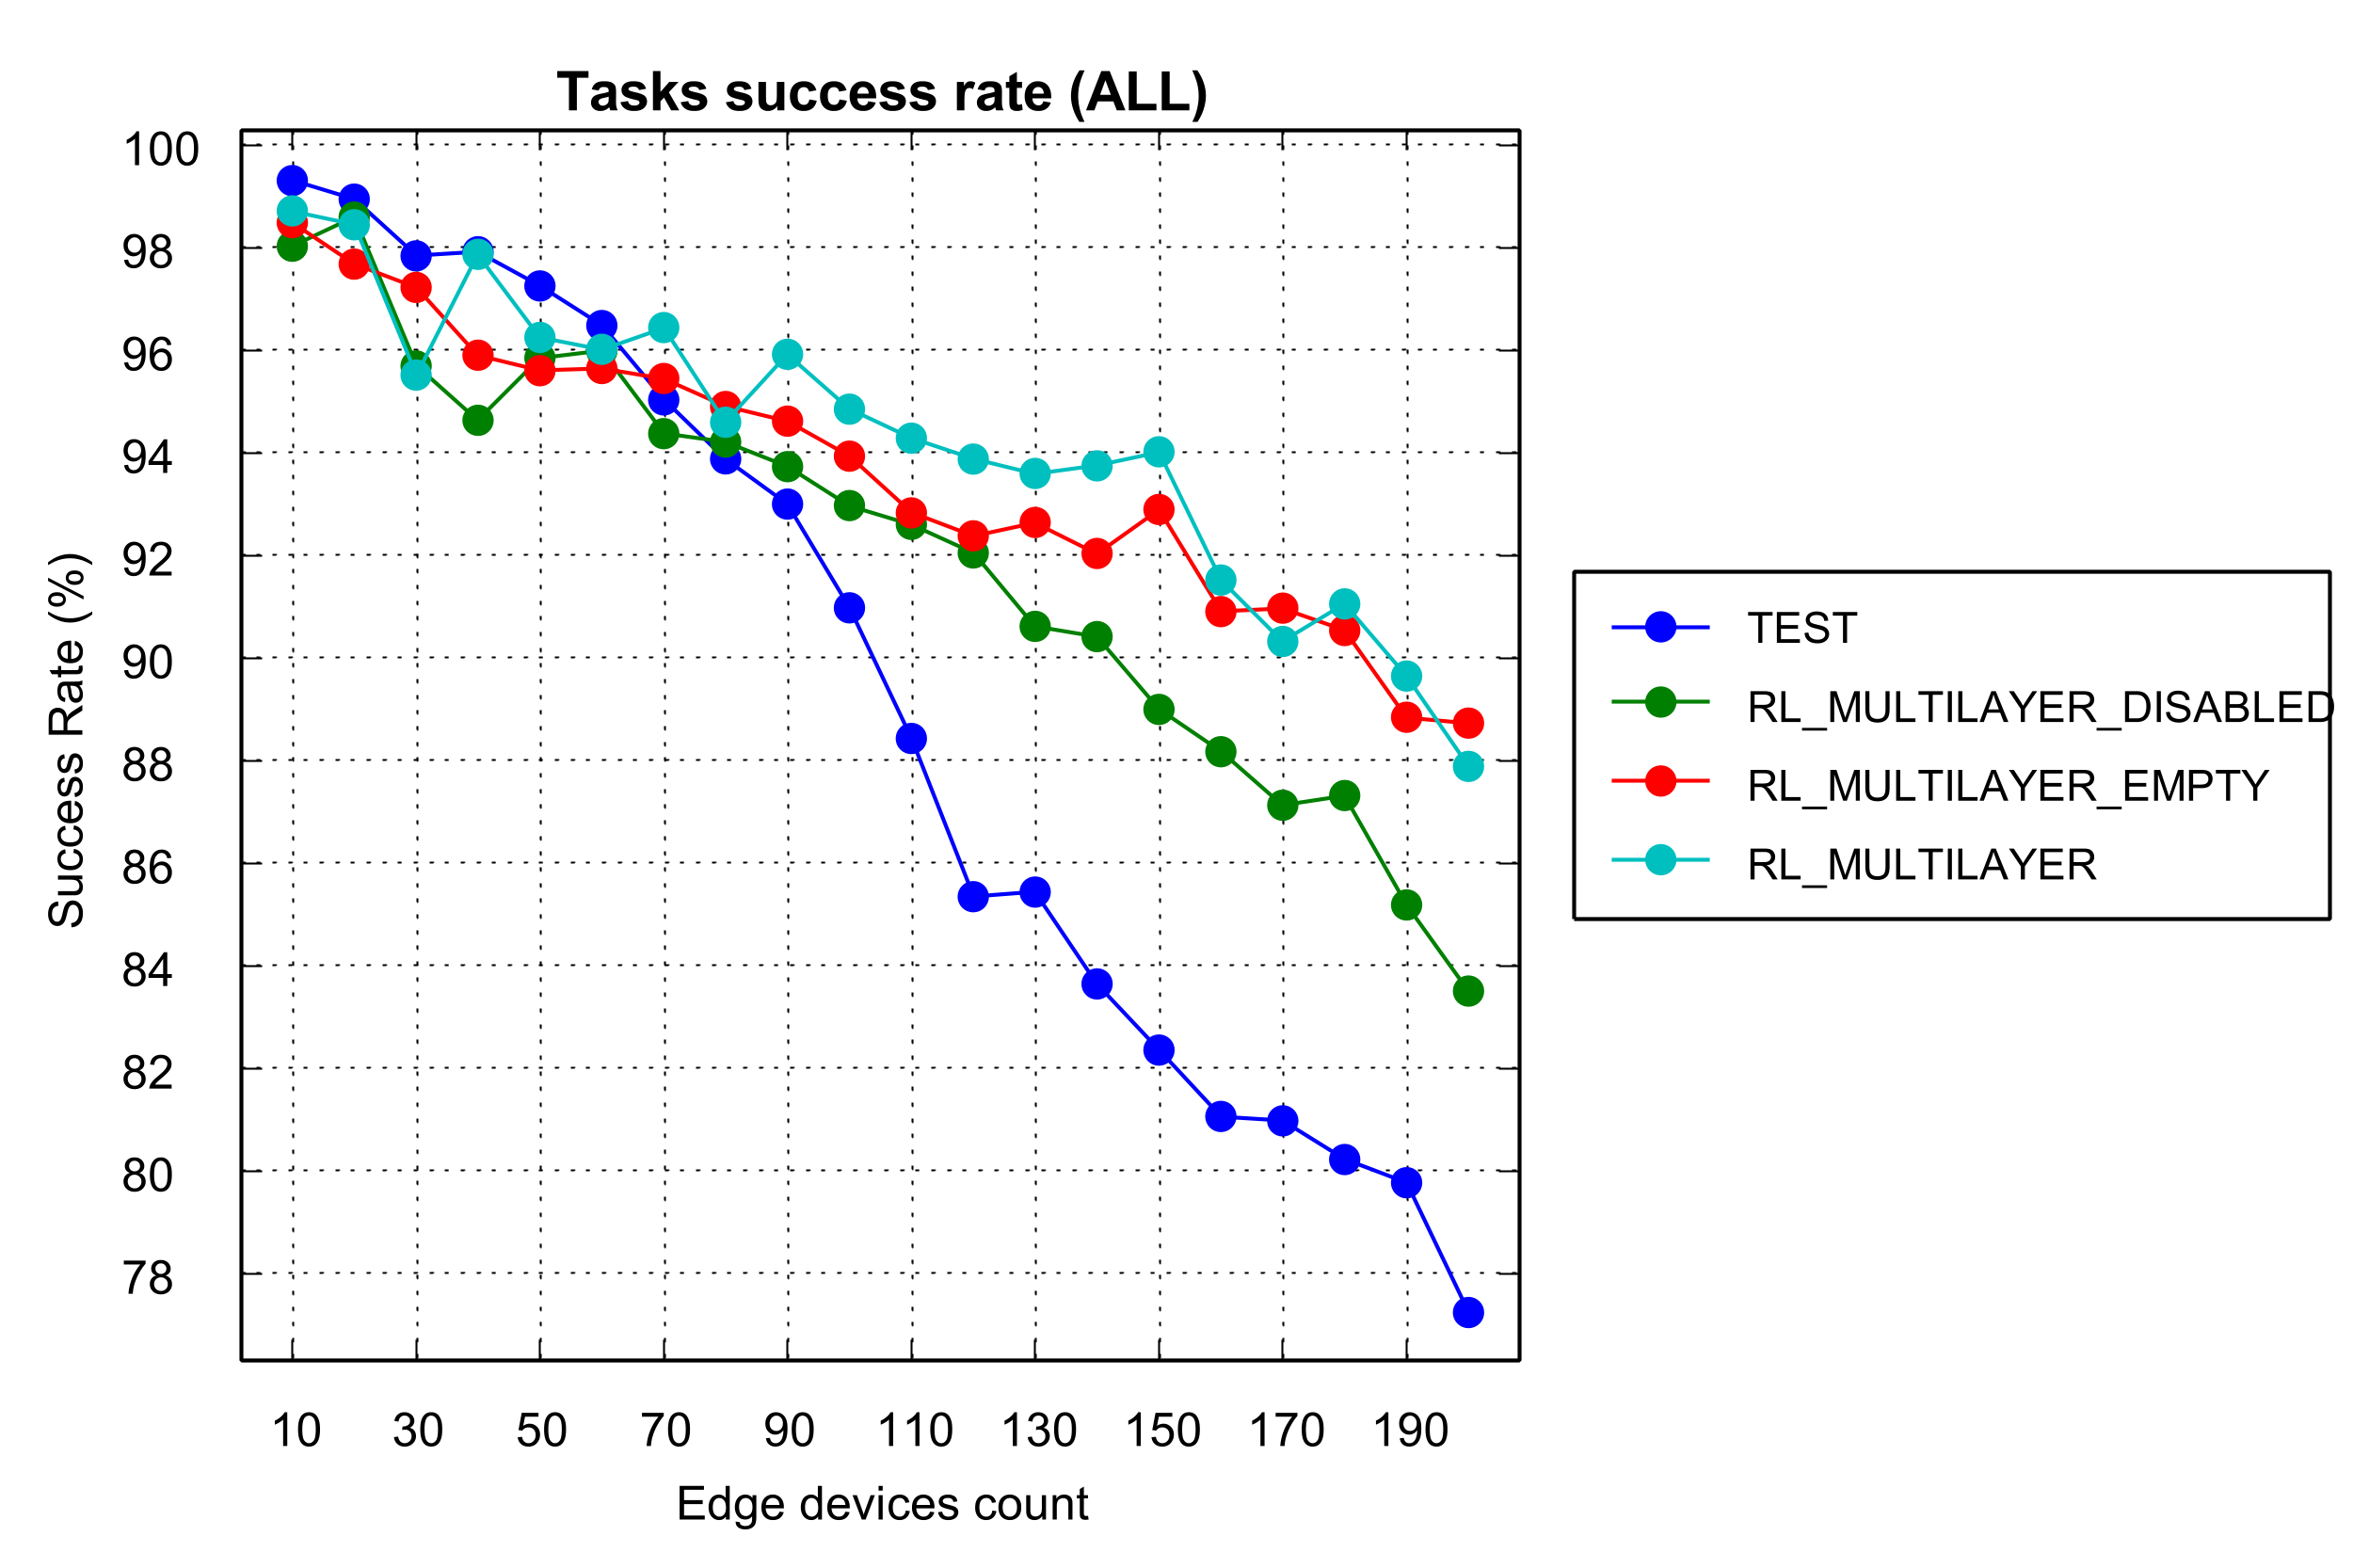 Tasks success rate (ALL)
100
98
96
94
92
90
88
86
84
82
80
78
Success Rate (%)
10 30 50 70 90 110 130 150 170 190
Edge devices count
TEST
RL_MULTILAYER_DISABLED
RL_MULTILAYER_EMPTY
RL_MULTILAYER